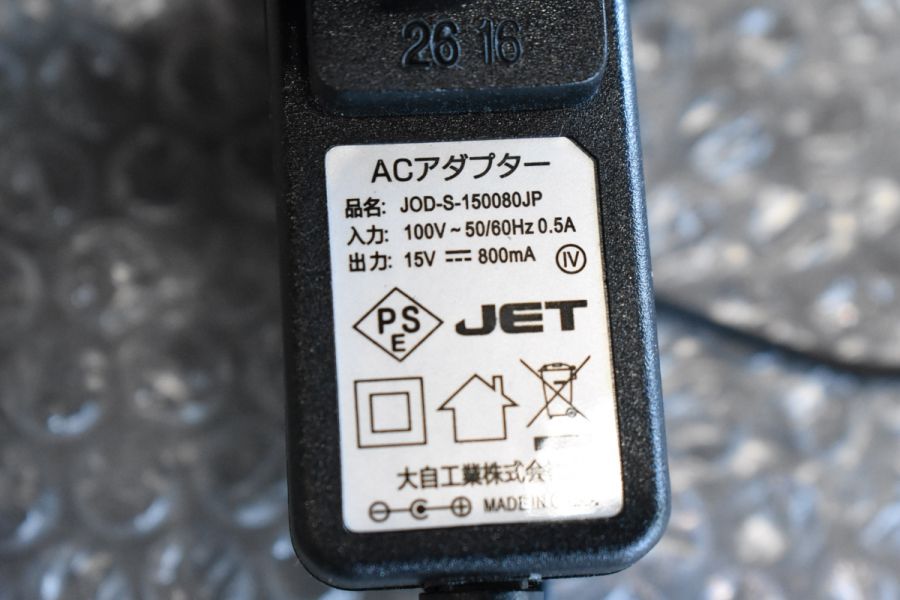 26 16
ACアダプター
品名: JOD-S-150080JP
入力: 100V ~ 50/60Hz 0.5A
出力: 15V ⎓ 800mA IV
PSE JET
大自工業株式会
MADE IN